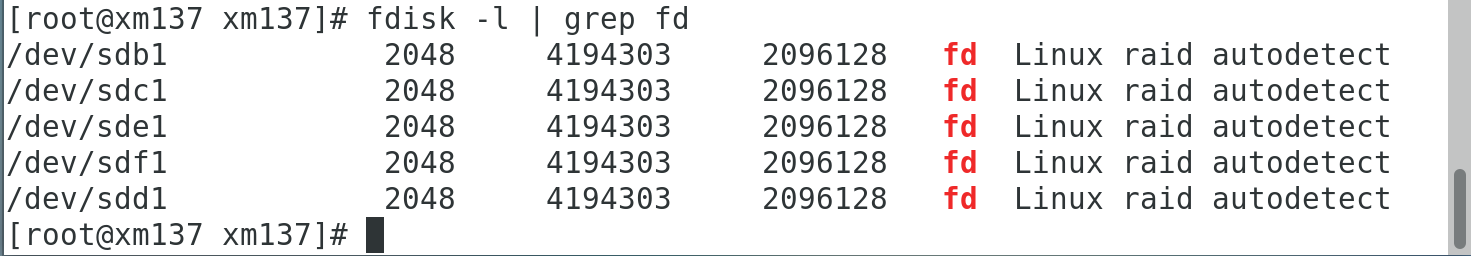 [root@xm137 xm137]# fdisk -l | grep fd
/dev/sdb1            2048     4194303     2096128   fd  Linux raid autodetect
/dev/sdc1            2048     4194303     2096128   fd  Linux raid autodetect
/dev/sde1            2048     4194303     2096128   fd  Linux raid autodetect
/dev/sdf1            2048     4194303     2096128   fd  Linux raid autodetect
/dev/sdd1            2048     4194303     2096128   fd  Linux raid autodetect
[root@xm137 xm137]#